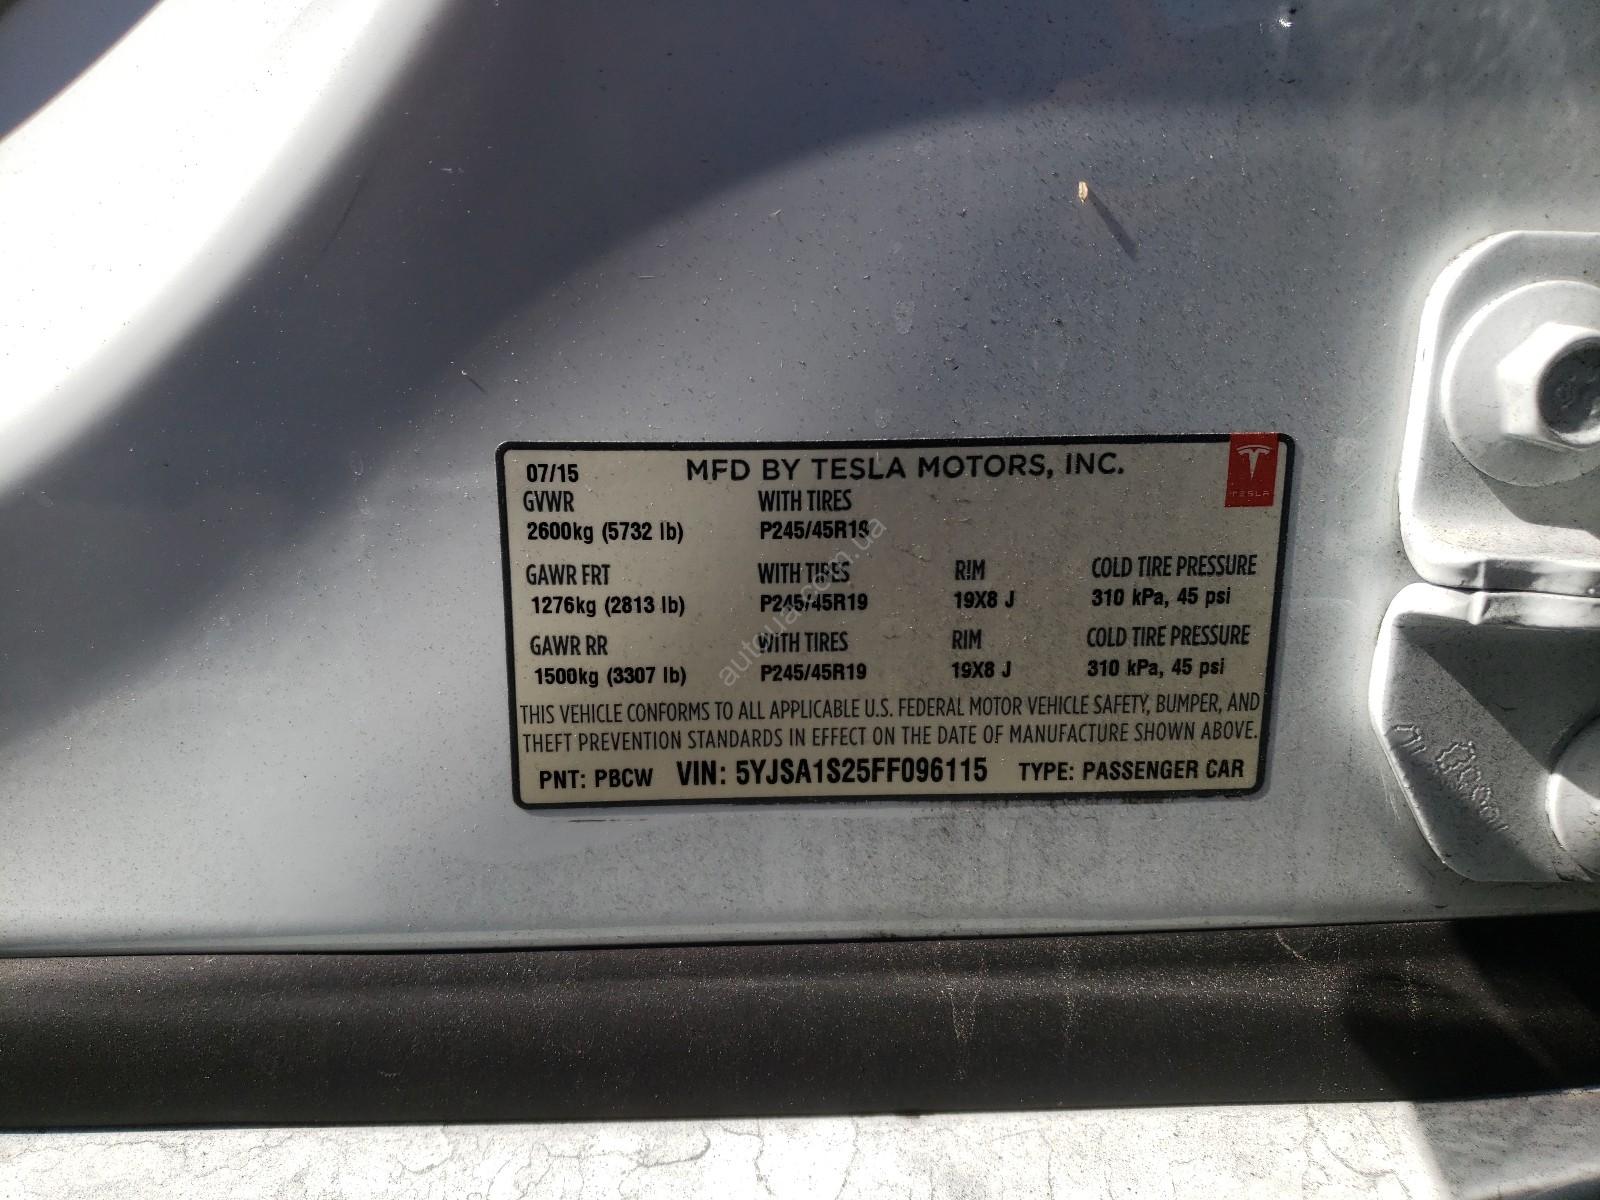 07/15 MFD BY TESLA MOTORS, INC.
TESLA
GVWR WITH TIRES
2600kg (5732 lb) P245/45R19
GAWR FRT WITH TIRES RIM COLD TIRE PRESSURE
1276kg (2813 lb) P245/45R19 19X8 J 310 kPa, 45 psi
GAWR RR WITH TIRES RIM COLD TIRE PRESSURE
1500kg (3307 lb) P245/45R19 19X8 J 310 kPa, 45 psi
THIS VEHICLE CONFORMS TO ALL APPLICABLE U.S. FEDERAL MOTOR VEHICLE SAFETY, BUMPER, AND
THEFT PREVENTION STANDARDS IN EFFECT ON THE DATE OF MANUFACTURE SHOWN ABOVE.
PNT: PBCW VIN: 5YJSA1S25FF096115 TYPE: PASSENGER CAR